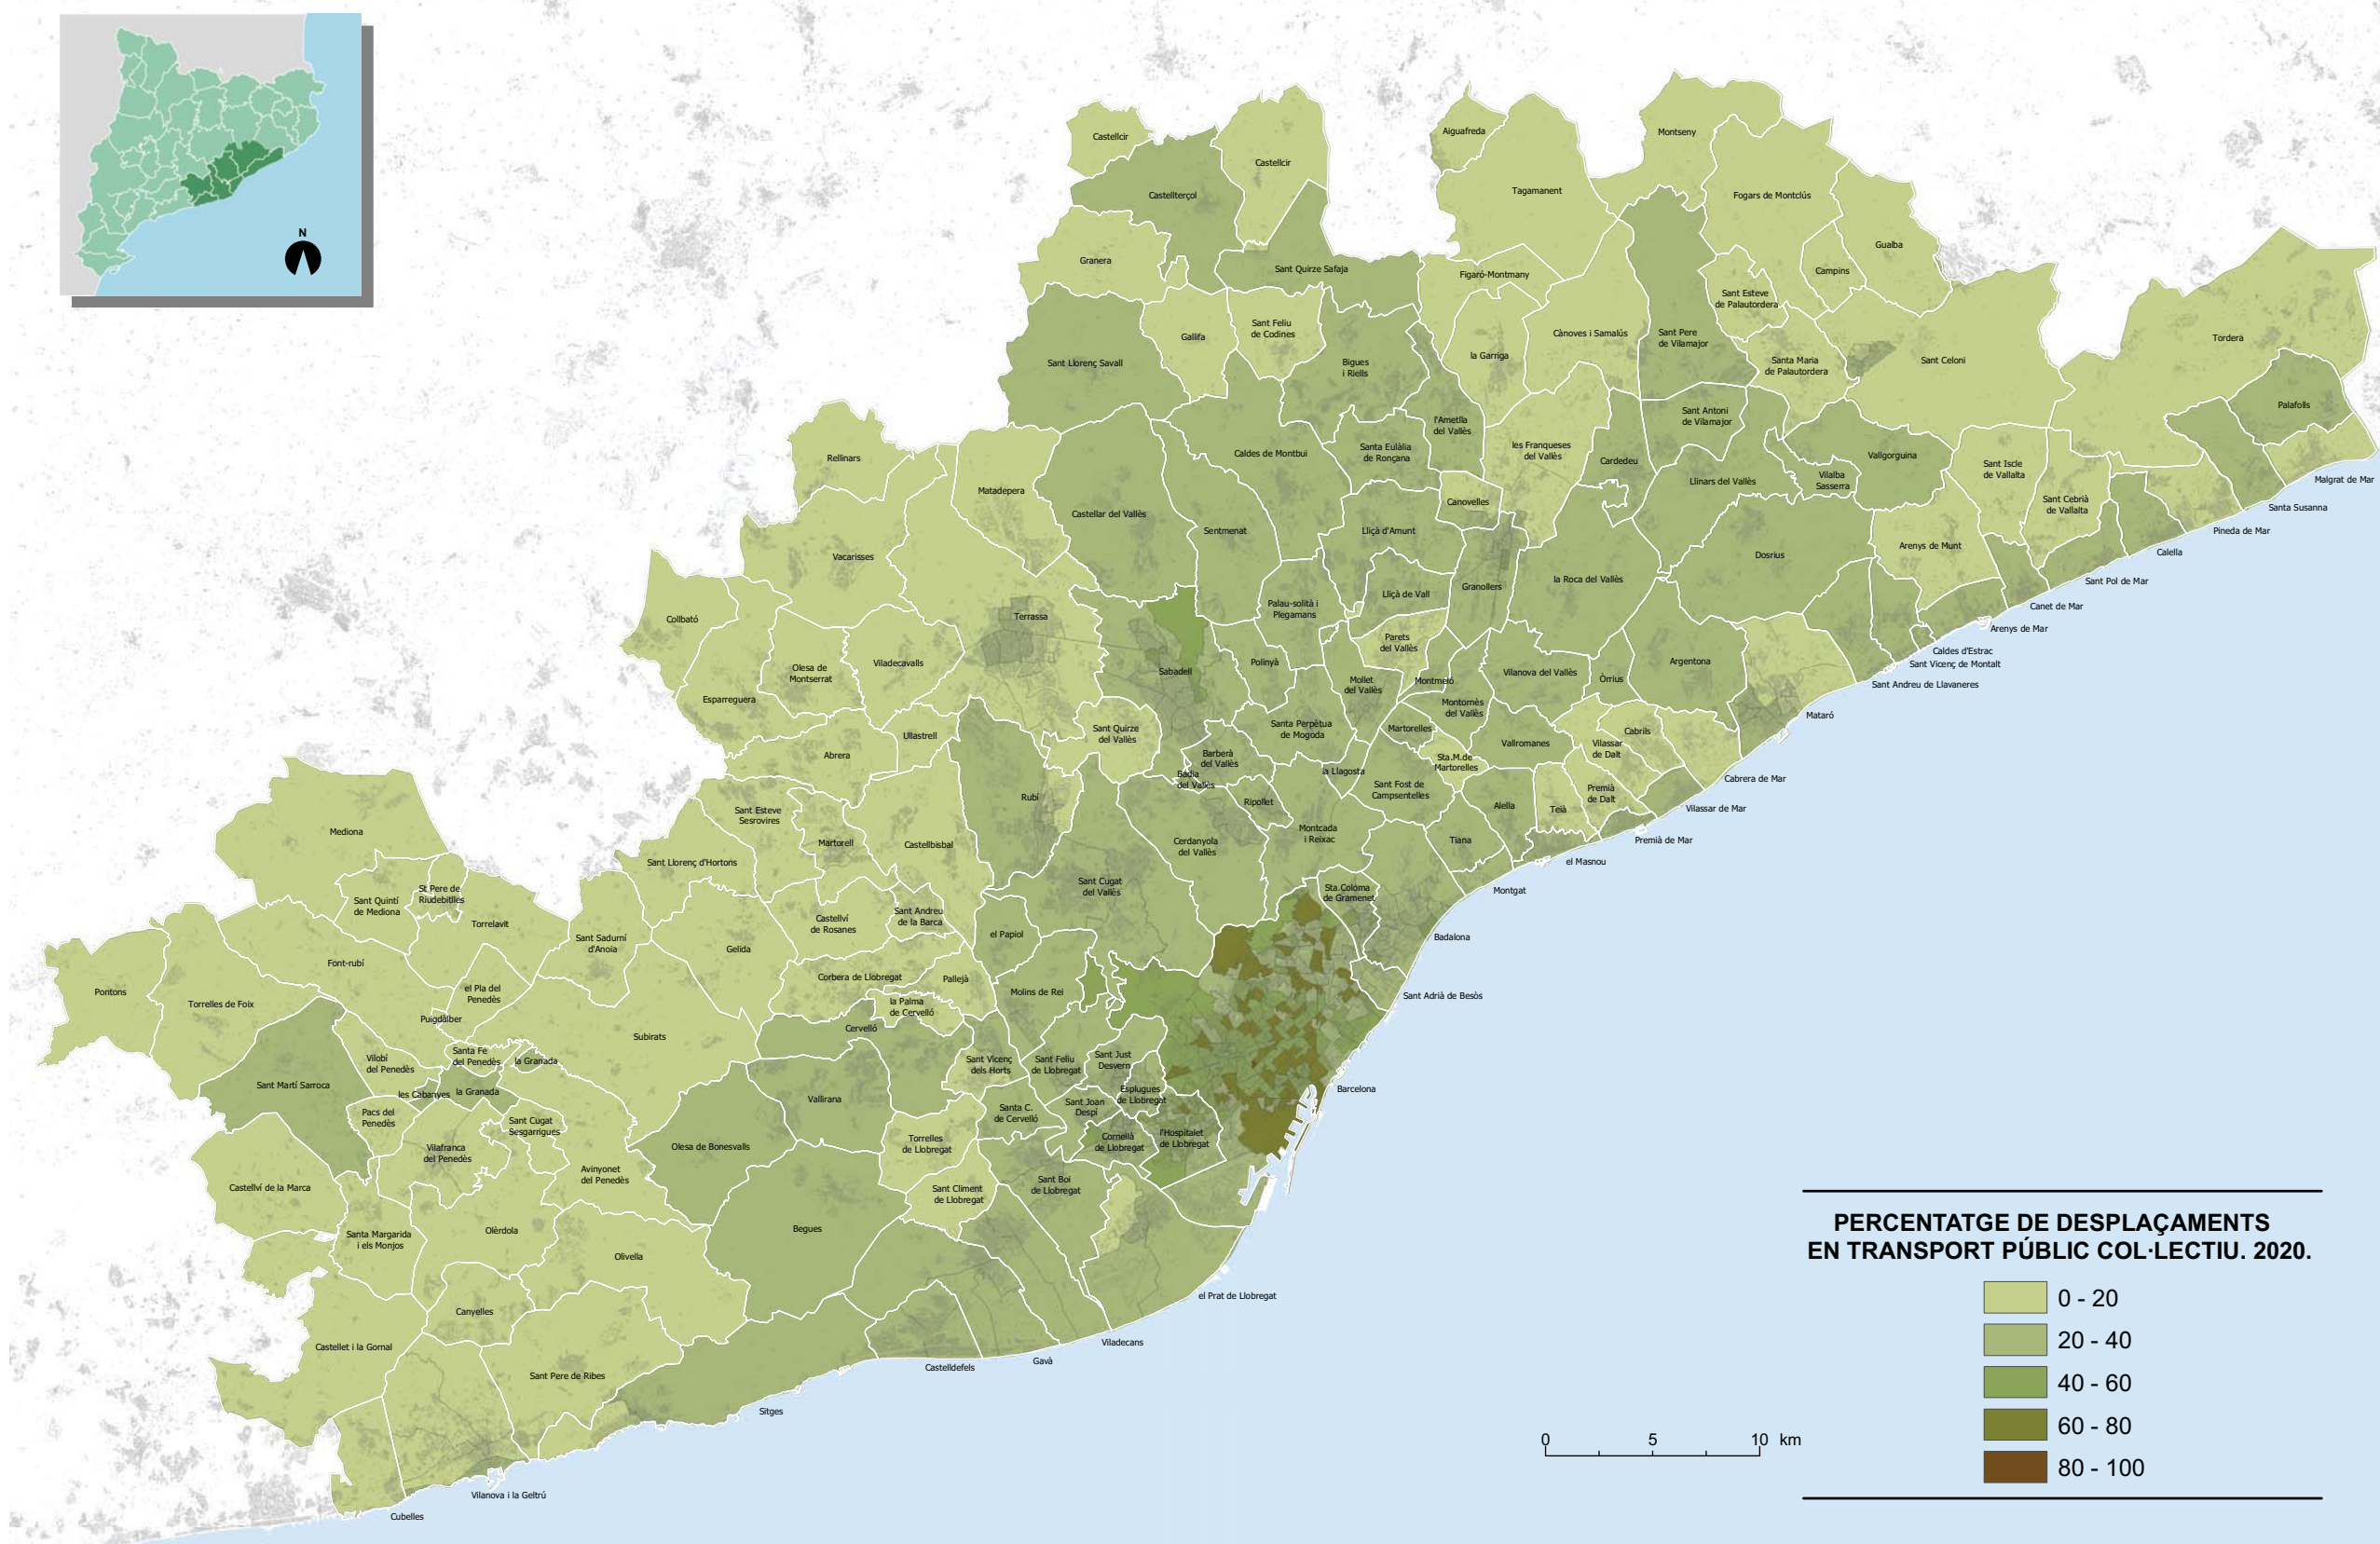 N
Castellcir
Castellcir
Aiguafreda
Montseny
Castellterçol
Tagamanent
Fogars de Montclús
Gualba
Granera
Sant Quirze Safaja
Figaró-Montmany
Campins
Sant Esteve
de Palautordera
Gallifa
Sant Feliu
de Codines
Cànoves i Samalús
Sant Pere
de Vilamajor
Tordera
Sant Llorenç Savall
Bigues
i Riells
la Garriga
Santa Maria
de Palautordera
Sant Celoni
Palafolls
l'Ametlla
del Vallès
Sant Antoni
de Vilamajor
Rellinars
Caldes de Montbui
Santa Eulàlia
de Ronçana
les Franqueses
del Vallès
Cardedeu
Vallgorguina
Llinars del Vallès
Vilalba
Sasserra
Sant Iscle
de Vallalta
Malgrat de Mar
Matadepera
Canovelles
Sant Cebrià
de Vallalta
Santa Susanna
Castellar del Vallès
Sentmenat
Lliçà d'Amunt
Pineda de Mar
Vacarisses
Dosrius
Arenys de Munt
Calella
Granollers
la Roca del Vallès
Sant Pol de Mar
Lliçà de Vall
Palau-solità i
Plegamans
Canet de Mar
Collbató
Terrassa
Arenys de Mar
Parets
del Vallès
Caldes d'Estrac
Viladecavalls
Olesa de
Montserrat
Sabadell
Polinyà
Argentona
Sant Vicenç de Montalt
Vilanova del Vallès
Òrrius
Mollet
del Vallès
Montmeló
Sant Andreu de Llavaneres
Esparreguera
Montornès
del Vallès
Mataró
Sant Quirze
del Vallès
Santa Perpètua
de Mogoda
Martorelles
Ullastrell
Cabrils
Vallromanes
Vilassar
de Dalt
Abrera
Barberà
del Vallès
Sta.M.de
Martorelles
Badia
del Vallès
la Llagosta
Cabrera de Mar
Rubí
Sant Fost de
Campsentelles
Premià
de Dalt
Ripollet
Alella
Teià
Vilassar de Mar
Sant Esteve
Sesrovires
Montcada
i Reixac
Mediona
Martorell
Castellbisbal
Cerdanyola
del Vallès
Tiana
Premià de Mar
Sant Llorenç d'Hortons
el Masnou
Sant Cugat
del Vallès
Sta.Coloma
de Gramenet
Montgat
St Pere de
Riudebitlles
Sant Quintí
de Mediona
Castellví
de Rosanes
Sant Andreu
de la Barca
Torrelavit
el Papiol
Badalona
Sant Sadurní
d'Anoia
Gelida
Font-rubí
Corbera de Llobregat
Pallejà
Pontons
el Pla del
Penedès
Molins de Rei
Sant Adrià de Besòs
Torrelles de Foix
la Palma
de Cervelló
Puigdàlber
Cervelló
Subirats
Santa Fe
del Penedès
la Granada
Vilobí
del Penedès
Sant Vicenç
dels Horts
Sant Feliu
de Llobregat
Sant Just
Desvern
Sant Martí Sarroca
les Cabanyes
la Granada
Esplugues
de Llobregat
Barcelona
Vallirana
Pacs del
Penedès
Santa C.
de Cervelló
Sant Joan
Despí
Sant Cugat
Sesgarrigues
Vilafranca
del Penedès
Olesa de Bonesvalls
Torrelles
de Llobregat
Cornellà
de Llobregat
l'Hospitalet
de Llobregat
Avinyonet
del Penedès
Castellví de la Marca
Sant Climent
de Llobregat
Sant Boi
de Llobregat
Santa Margarida
i els Monjos
Olèrdola
Begues
Olivella
el Prat de Llobregat
Canyelles
Viladecans
Castellet i la Gornal
Gavà
Castelldefels
Sant Pere de Ribes
Sitges
Vilanova i la Geltrú
Cubelles
PERCENTATGE DE DESPLAÇAMENTS
EN TRANSPORT PÚBLIC COL·LECTIU. 2020.
0 - 20
20 - 40
40 - 60
60 - 80
80 - 100
0 5 10 km